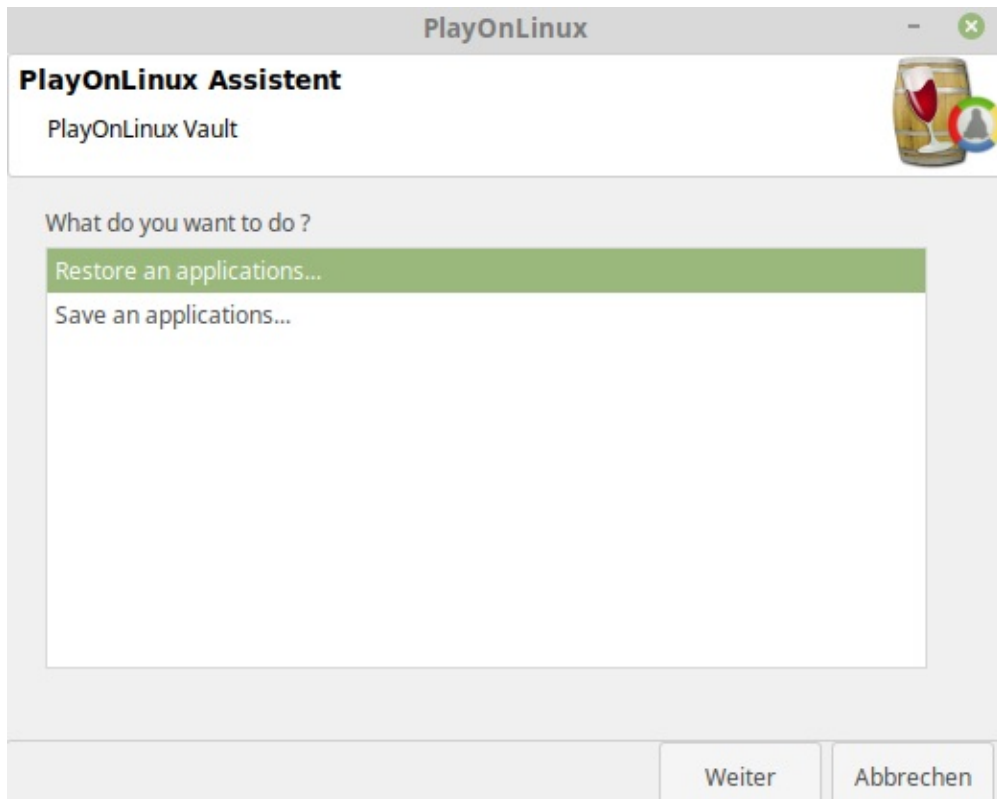 PlayOnLinux
PlayOnLinux Assistent
PlayOnLinux Vault
What do you want to do ?
Restore an applications...
Save an applications...
Weiter
Abbrechen